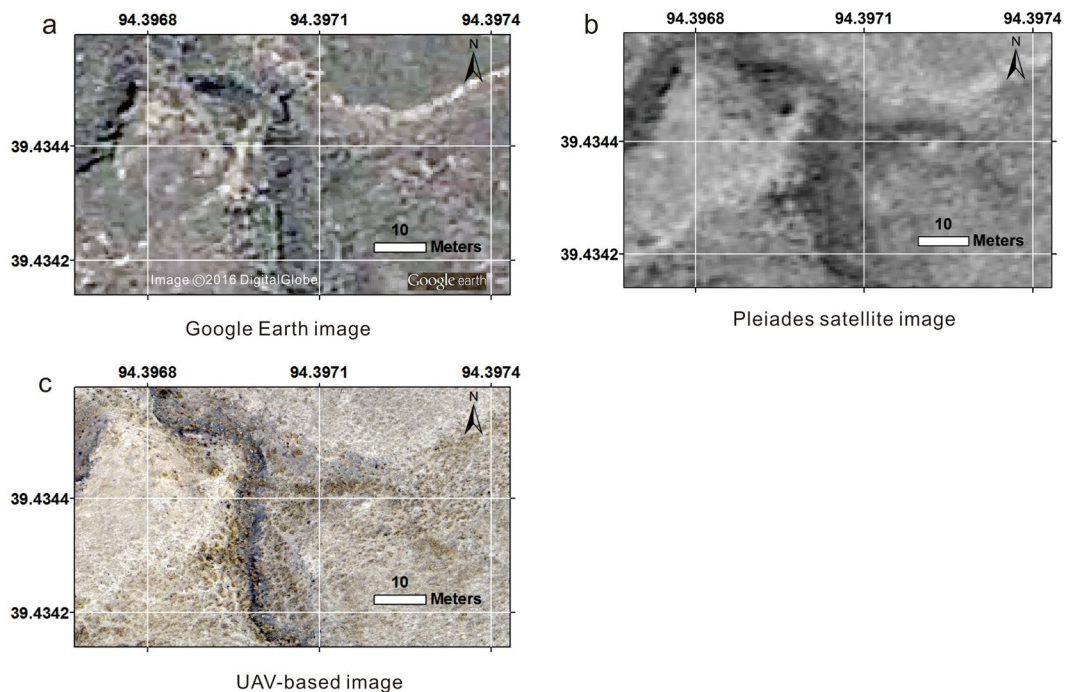 a
94.3968 94.3971 94.3974
N
39.4344
10
Meters
39.4342
Image ©2016 DigitalGlobe
Google earth
Google Earth image
b
94.3968 94.3971 94.3974
N
39.4344
10
Meters
39.4342
Pleiades satellite image
c
94.3968 94.3971 94.3974
N
39.4344
10
Meters
39.4342
UAV-based image